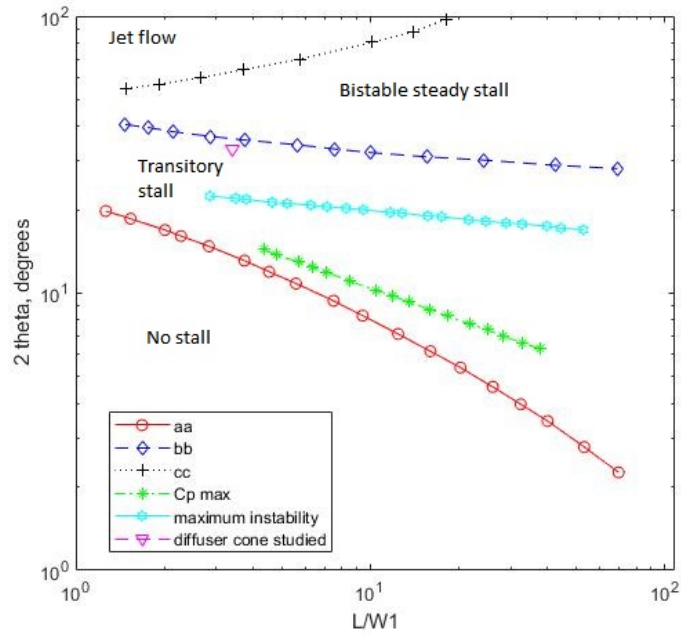 10^2
Jet flow
Bistable steady stall
Transitory
stall
10^1
2 theta, degrees
No stall
aa
bb
cc
Cp max
maximum instability
diffuser cone studied
10^0
10^0
10^1
10^2
L/W1